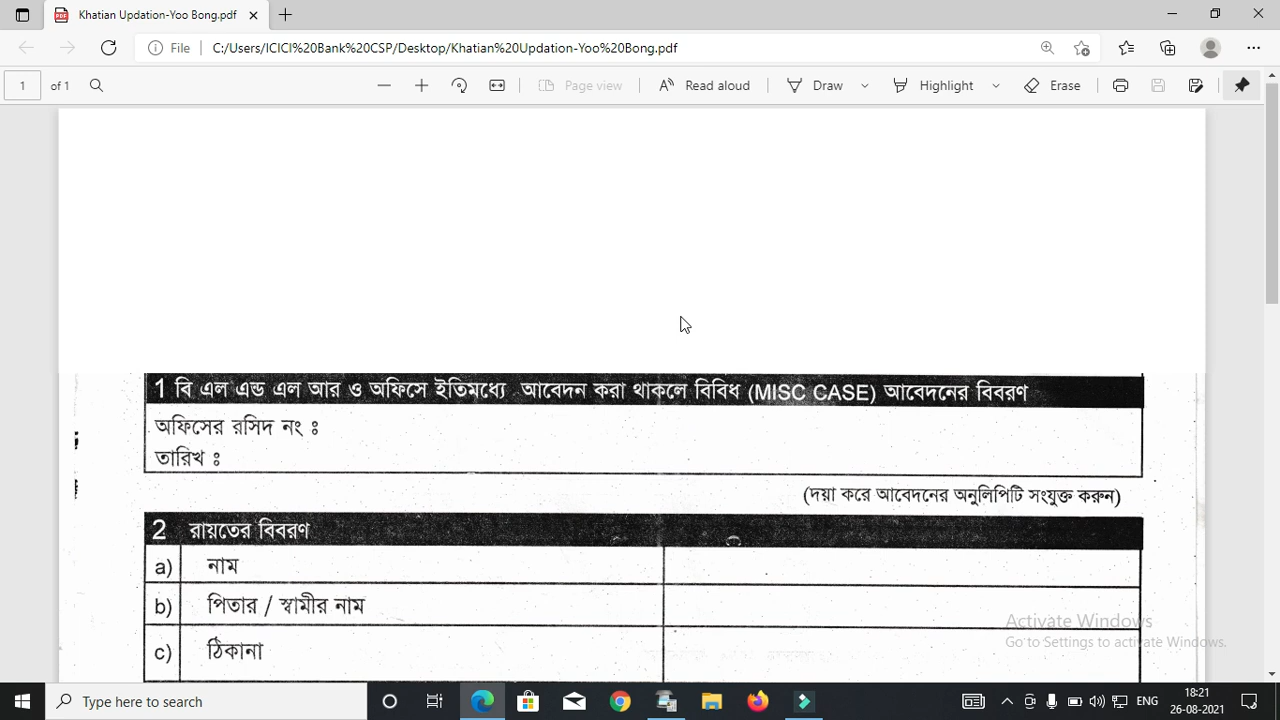 Khatian Updation-Yoo Bong.pdf
File C:/Users/ICICI%20Bank%20CSP/Desktop/Khatian%20Updation-Yoo%20Bong.pdf
1 of 1 Page view Read aloud Draw Highlight Erase
1 বি এল এন্ড এল আর ও অফিসে ইতিমধ্যে আবেদন করা থাকলে বিবিধ (MISC CASE) আবেদনের বিবরণ
অফিসের রসিদ নং ঃ
তারিখ ঃ
(দয়া করে আবেদনের অনুলিপিটি সংযুক্ত করুন)
2 রায়তের বিবরণ
a) নাম
b) পিতার / স্বামীর নাম
c) ঠিকানা
Activate Windows
Go to Settings to activate Windows.
Type here to search
ENG
18:21
26-08-2021